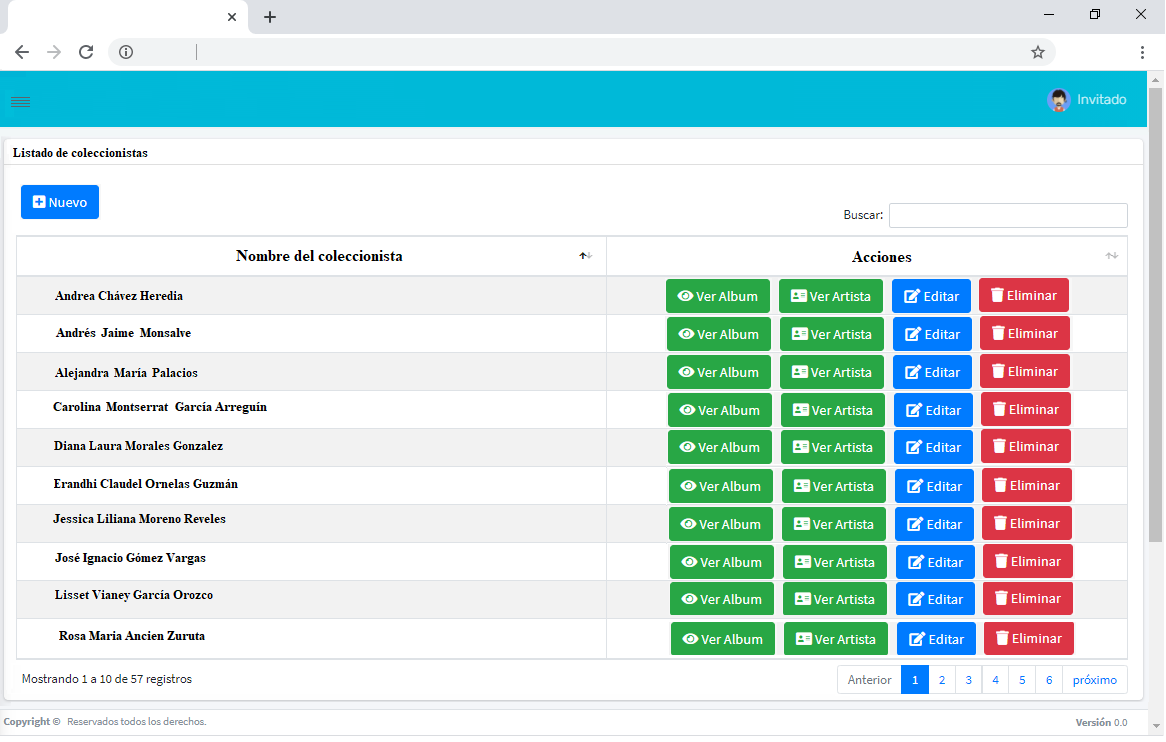 Invitado
Listado de coleccionistas
Nuevo
Buscar:
Nombre del coleccionista Acciones
Andrea Chávez Heredia Ver Album Ver Artista Editar Eliminar
Andrés Jaime Monsalve Ver Album Ver Artista Editar Eliminar
Alejandra María Palacios Ver Album Ver Artista Editar Eliminar
Carolina Montserrat García Arreguín Ver Album Ver Artista Editar Eliminar
Diana Laura Morales Gonzalez Ver Album Ver Artista Editar Eliminar
Erandhi Claudel Ornelas Guzmán Ver Album Ver Artista Editar Eliminar
Jessica Liliana Moreno Reveles Ver Album Ver Artista Editar Eliminar
José Ignacio Gómez Vargas Ver Album Ver Artista Editar Eliminar
Lisset Vianey García Orozco Ver Album Ver Artista Editar Eliminar
Rosa Maria Ancien Zuruta Ver Album Ver Artista Editar Eliminar
Mostrando 1 a 10 de 57 registros Anterior 1 2 3 4 5 6 próximo
Copyright © Reservados todos los derechos. Versión 0.0